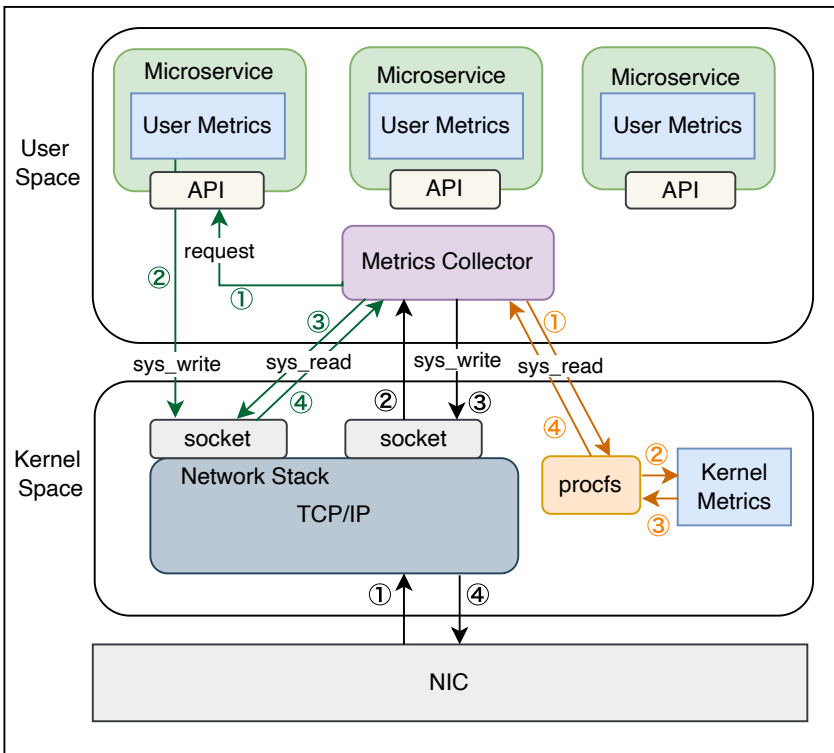 Microservice
User Metrics
API
Microservice
User Metrics
API
Microservice
User Metrics
API
User
Space
request
Metrics Collector
②
①
③
①
sys_write
sys_read
sys_write
sys_read
④
②
③
④
socket
socket
Kernel
Space
Network Stack
TCP/IP
procfs
②
③
Kernel
Metrics
①
④
NIC